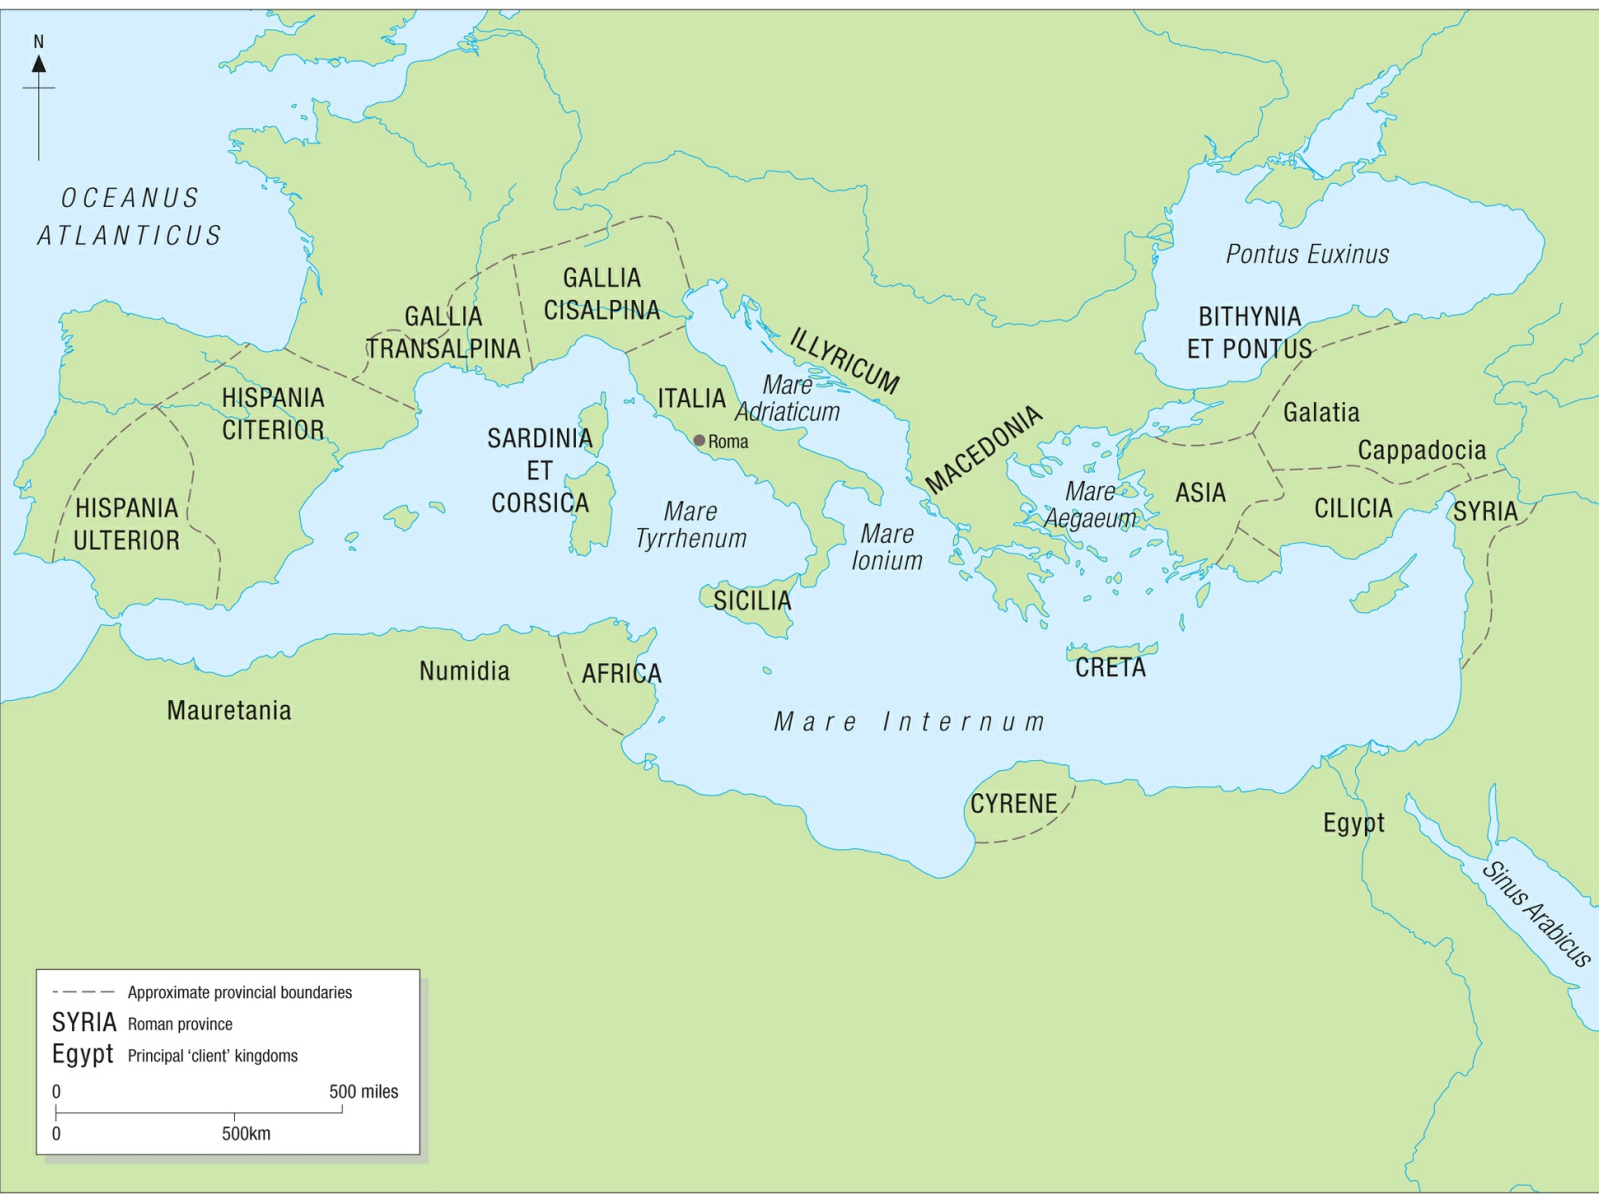 N
OCEANUS
ATLANTICUS
Pontus Euxinus
GALLIA
CISALPINA
GALLIA
TRANSALPINA
BITHYNIA
ET PONTUS
ILLYRICUM
HISPANIA
CITERIOR
ITALIA
Mare
Adriaticum
Roma
SARDINIA
ET
CORSICA
MACEDONIA
Galatia
Cappadocia
HISPANIA
ULTERIOR
Mare
Tyrrhenum
Mare
Ionium
Mare
Aegaeum
ASIA
CILICIA
SYRIA
SICILIA
CRETA
Mauretania
Numidia
AFRICA
Mare Internum
CYRENE
Egypt
Sinus Arabicus
Approximate provincial boundaries
SYRIA Roman province
Egypt Principal ‘client’ kingdoms
0 500 miles
0 500km